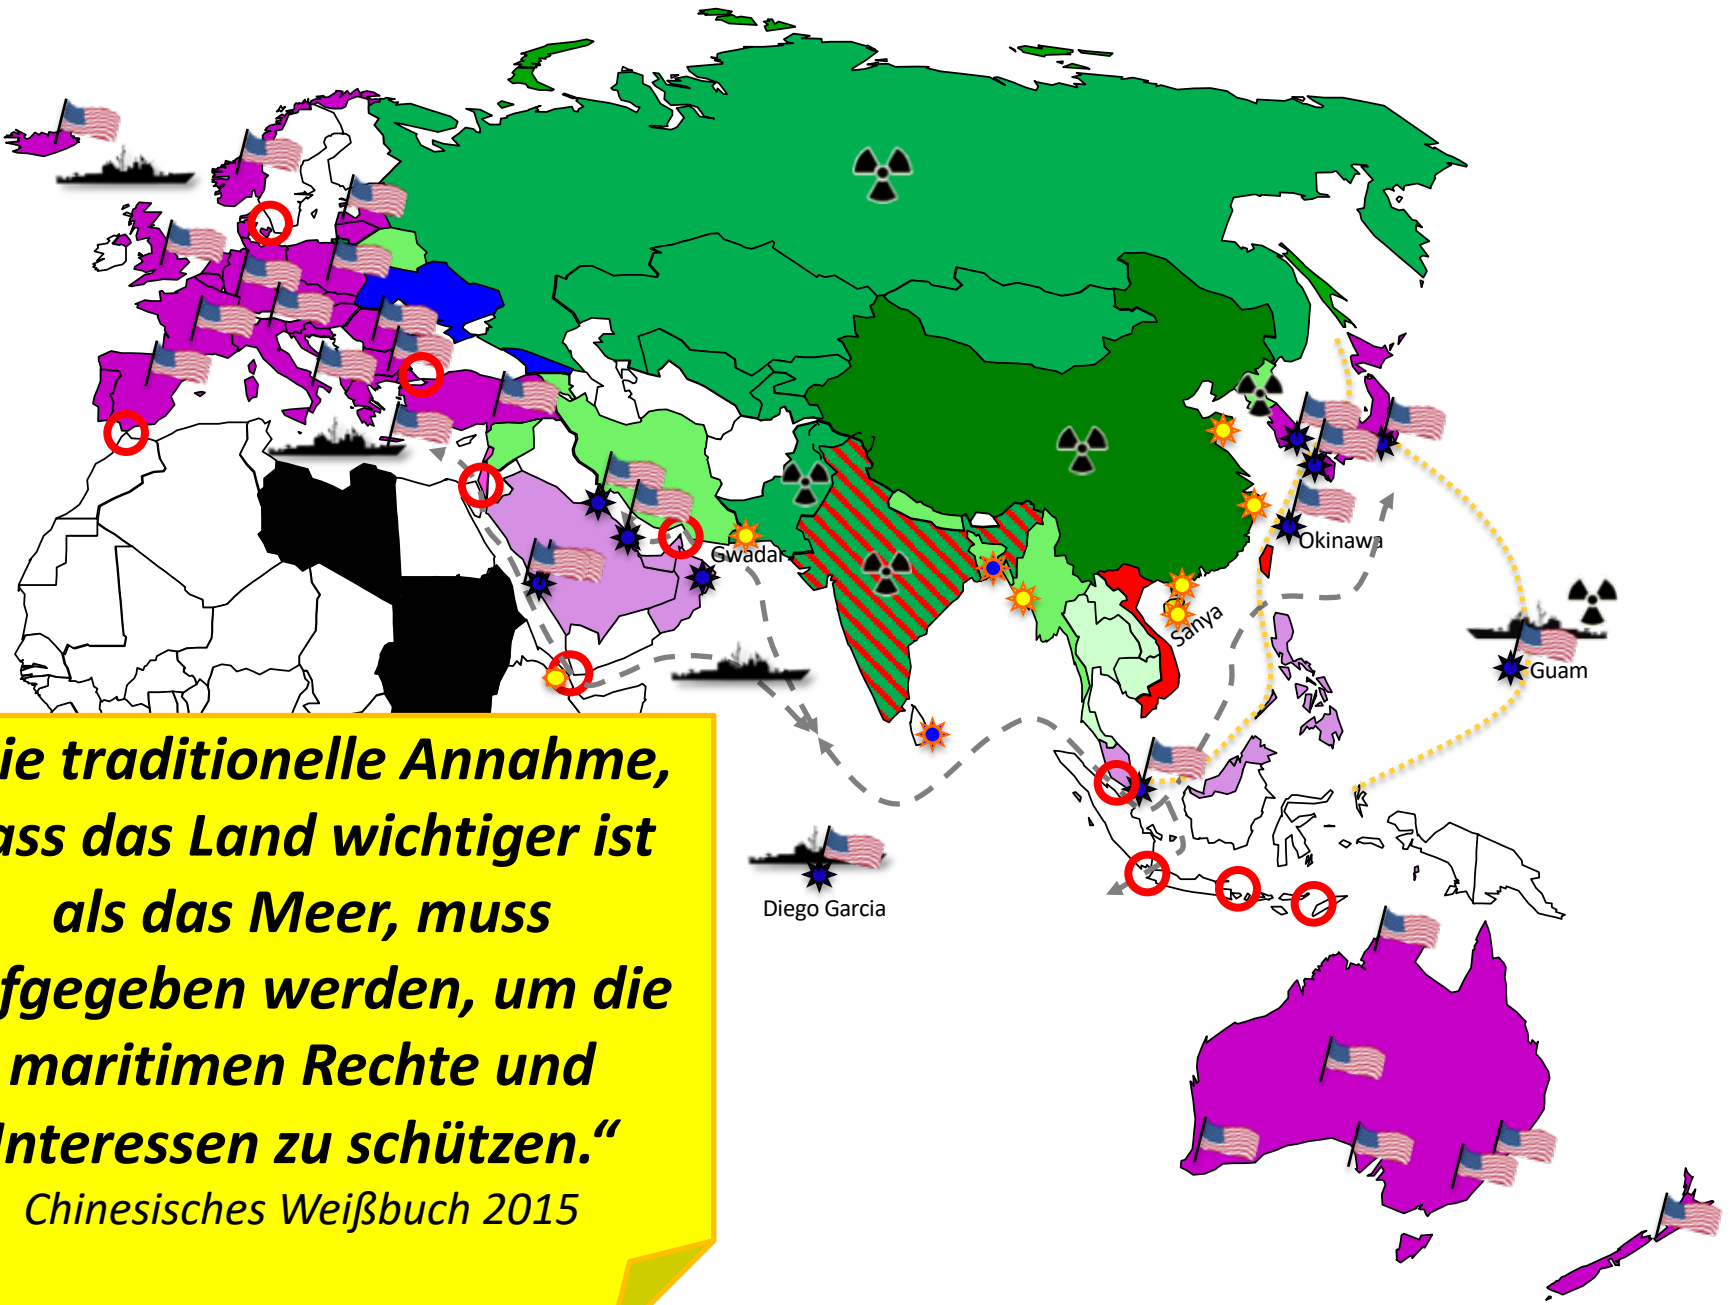 Gwadar
Okinawa
Sanya
Guam
Diego Garcia
ie traditionelle Annahme,
ass das Land wichtiger ist
als das Meer, muss
fgegeben werden, um die
maritimen Rechte und
nteressen zu schützen.“
Chinesisches Weißbuch 2015